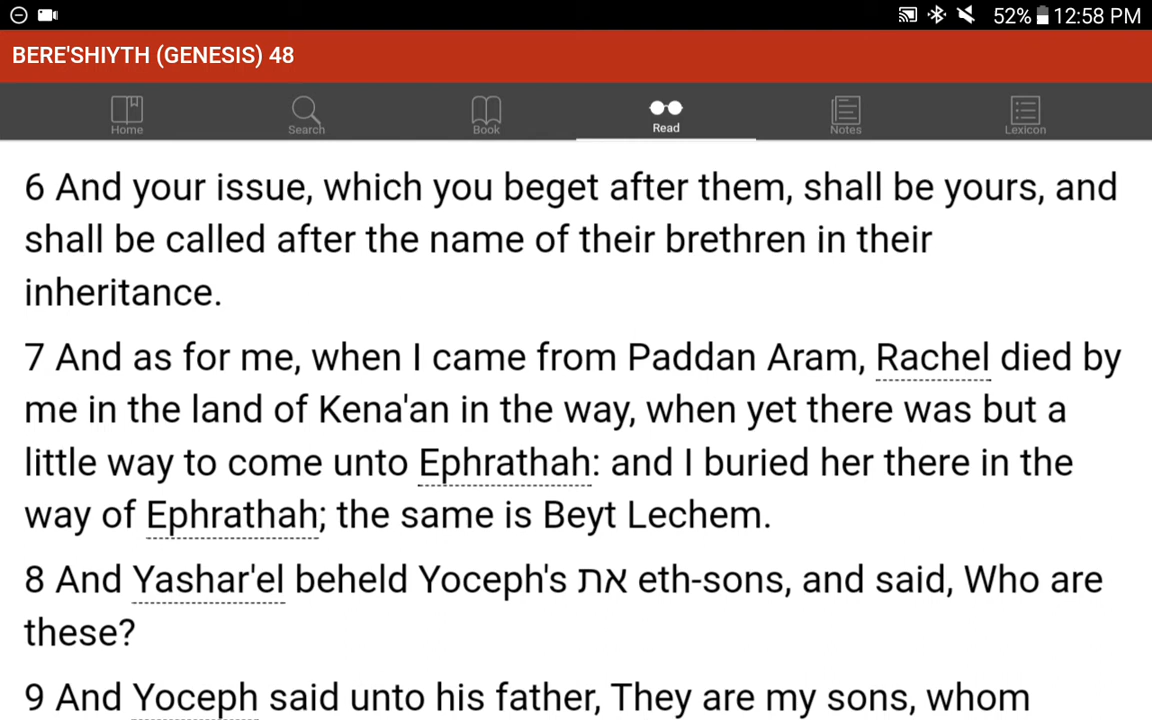 52% 12:58 PM
BERE'SHIYTH (GENESIS) 48
Home Search Book Read Notes Lexicon
6 And your issue, which you beget after them, shall be yours, and
shall be called after the name of their brethren in their
inheritance.
7 And as for me, when I came from Paddan Aram, Rachel died by
me in the land of Kena'an in the way, when yet there was but a
little way to come unto Ephrathah: and I buried her there in the
way of Ephrathah; the same is Beyt Lechem.
8 And Yashar'el beheld Yoceph's את eth-sons, and said, Who are
these?
9 And Yoceph said unto his father, They are my sons, whom